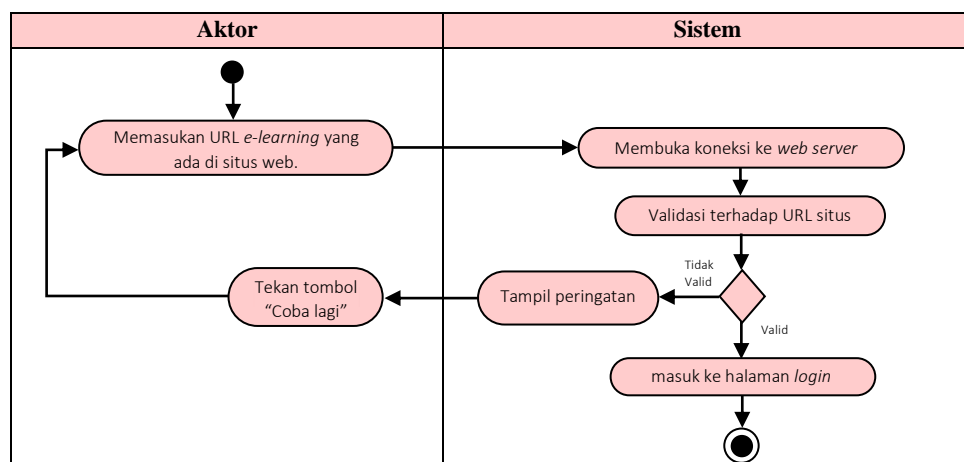 Aktor
Sistem
Memasukan URL e-learning yang
ada di situs web.
Membuka koneksi ke web server
Validasi terhadap URL situs
Tidak
Valid
Tekan tombol
“Coba lagi”
Tampil peringatan
Valid
masuk ke halaman login